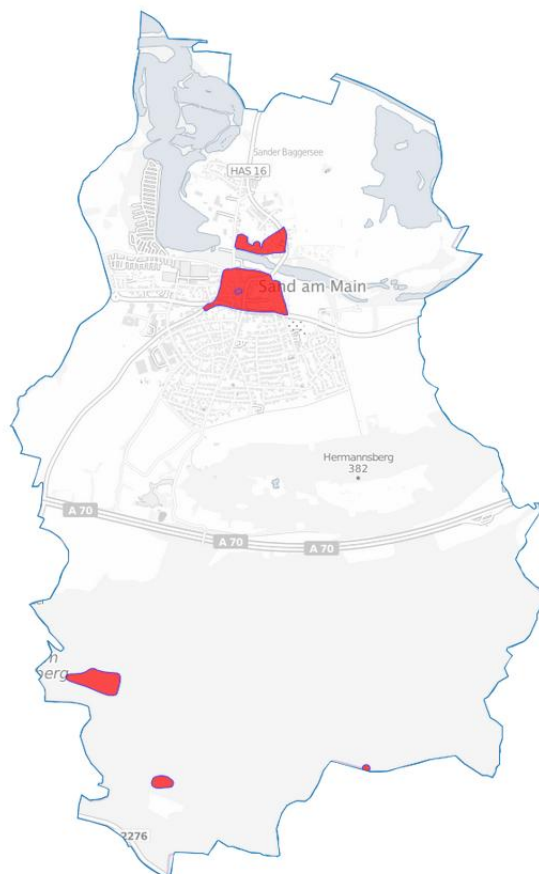 Sander Baggersee
HAS 16
Sand am Main
Hermannsberg
382
A 70
A 70
A 70
m
berg
2276